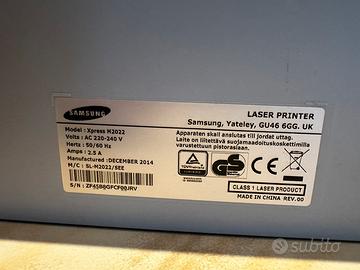 SAMSUNG
LASER PRINTER
Samsung, Yateley, GU46 6GG. UK
Model : Xpress M2022
Volts : AC 220-240 V
Hertz : 50/60 Hz
Amps : 2.5 A
Manufactured : DECEMBER 2014
M/C : SL-M2022/SEE
S/N :
Apparaten skall anslutas till jordat uttag.
Laite on liitettävä suojamaadoituskoskettimilla
varustettuun pistorasiaan.
TÜV
GS
CE
CLASS 1 LASER PRODUCT
MADE IN CHINA REV.00
subito